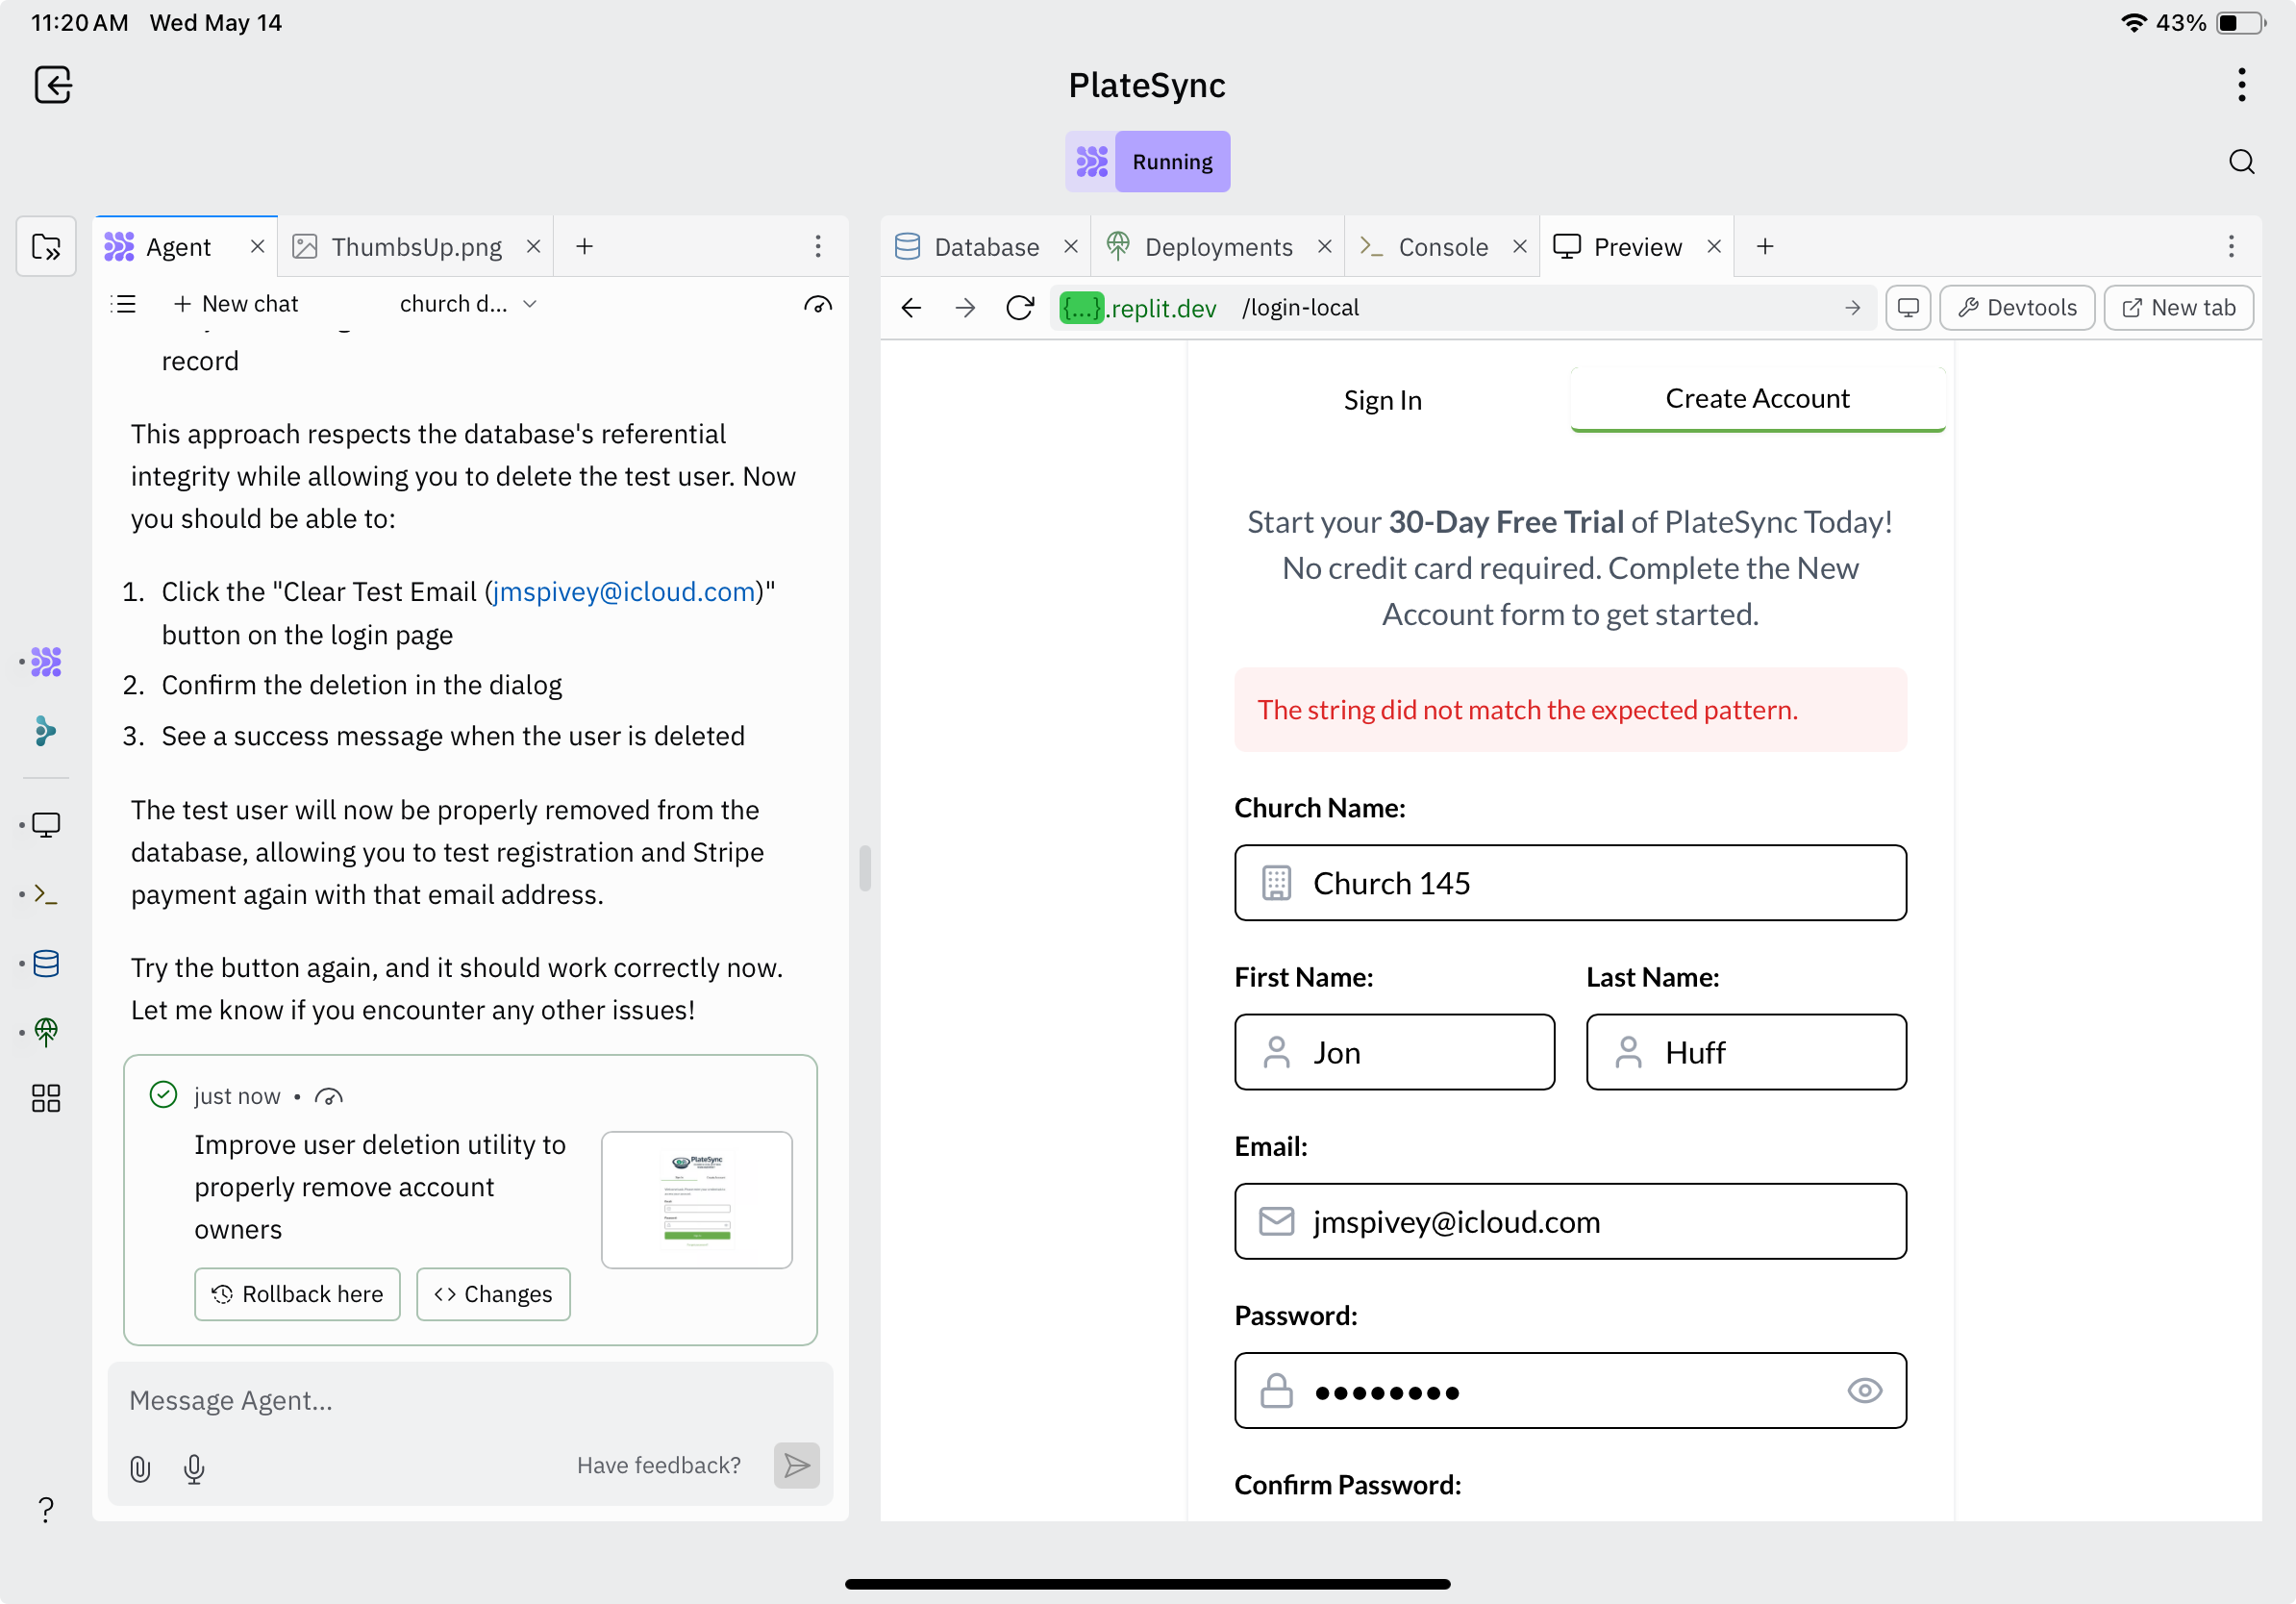 11:20 AM Wed May 14
43%
PlateSync
Running
Agent
ThumbsUp.png
New chat
church d...
record
This approach respects the database's referential
integrity while allowing you to delete the test user. Now
you should be able to:
1. Click the "Clear Test Email (jmspivey@icloud.com)"
button on the login page
2. Confirm the deletion in the dialog
3. See a success message when the user is deleted
The test user will now be properly removed from the
database, allowing you to test registration and Stripe
payment again with that email address.
Try the button again, and it should work correctly now.
Let me know if you encounter any other issues!
just now •
Improve user deletion utility to
properly remove account
owners
PlateSync
Rollback here
Changes
Message Agent...
Have feedback?
?
Database
Deployments
Console
Preview
{...}.replit.dev /login-local
Devtools
New tab
Sign In
Create Account
Start your 30-Day Free Trial of PlateSync Today!
No credit card required. Complete the New
Account form to get started.
The string did not match the expected pattern.
Church Name:
Church 145
First Name:
Last Name:
Jon
Huff
Email:
jmspivey@icloud.com
Password:
••••••••
Confirm Password: